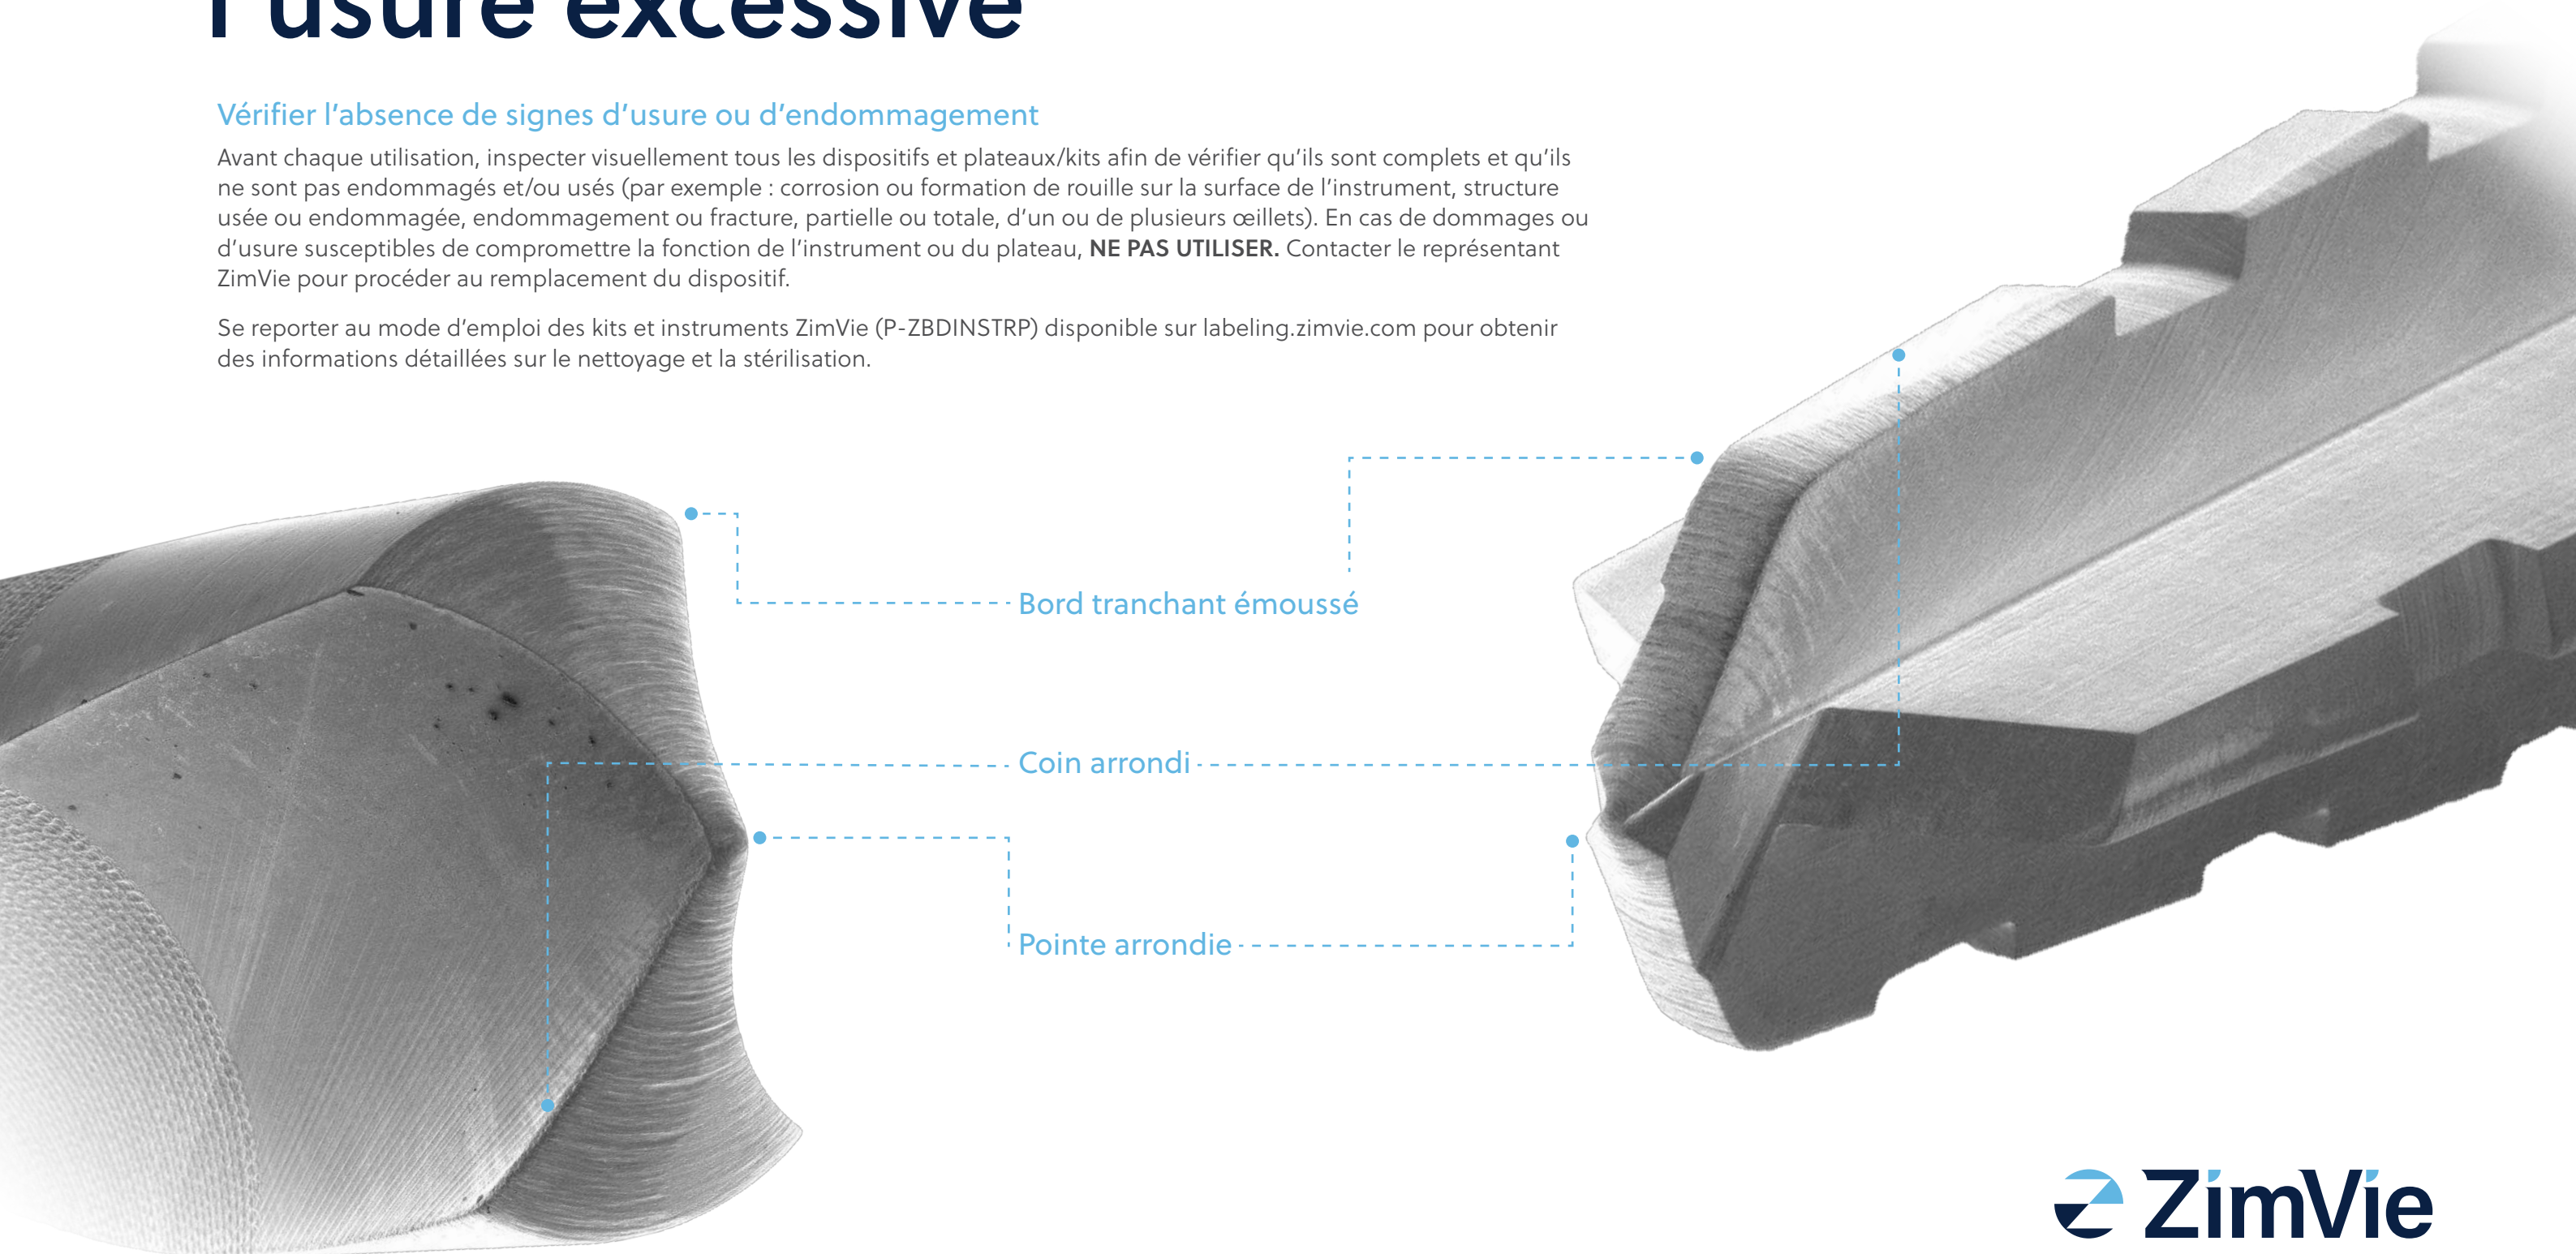 l'usure excessive
Vérifier l’absence de signes d’usure ou d’endommagement
Avant chaque utilisation, inspecter visuellement tous les dispositifs et plateaux/kits afin de vérifier qu’ils sont complets et qu’ils
ne sont pas endommagés et/ou usés (par exemple : corrosion ou formation de rouille sur la surface de l’instrument, structure
usée ou endommagée, endommagement ou fracture, partielle ou totale, d’un ou de plusieurs œillets). En cas de dommages ou
d’usure susceptibles de compromettre la fonction de l’instrument ou du plateau, NE PAS UTILISER. Contacter le représentant
ZimVie pour procéder au remplacement du dispositif.
Se reporter au mode d’emploi des kits et instruments ZimVie (P-ZBDINSTRP) disponible sur labeling.zimvie.com pour obtenir
des informations détaillées sur le nettoyage et la stérilisation.
Bord tranchant émoussé
Coin arrondi
Pointe arrondie
ZimVie